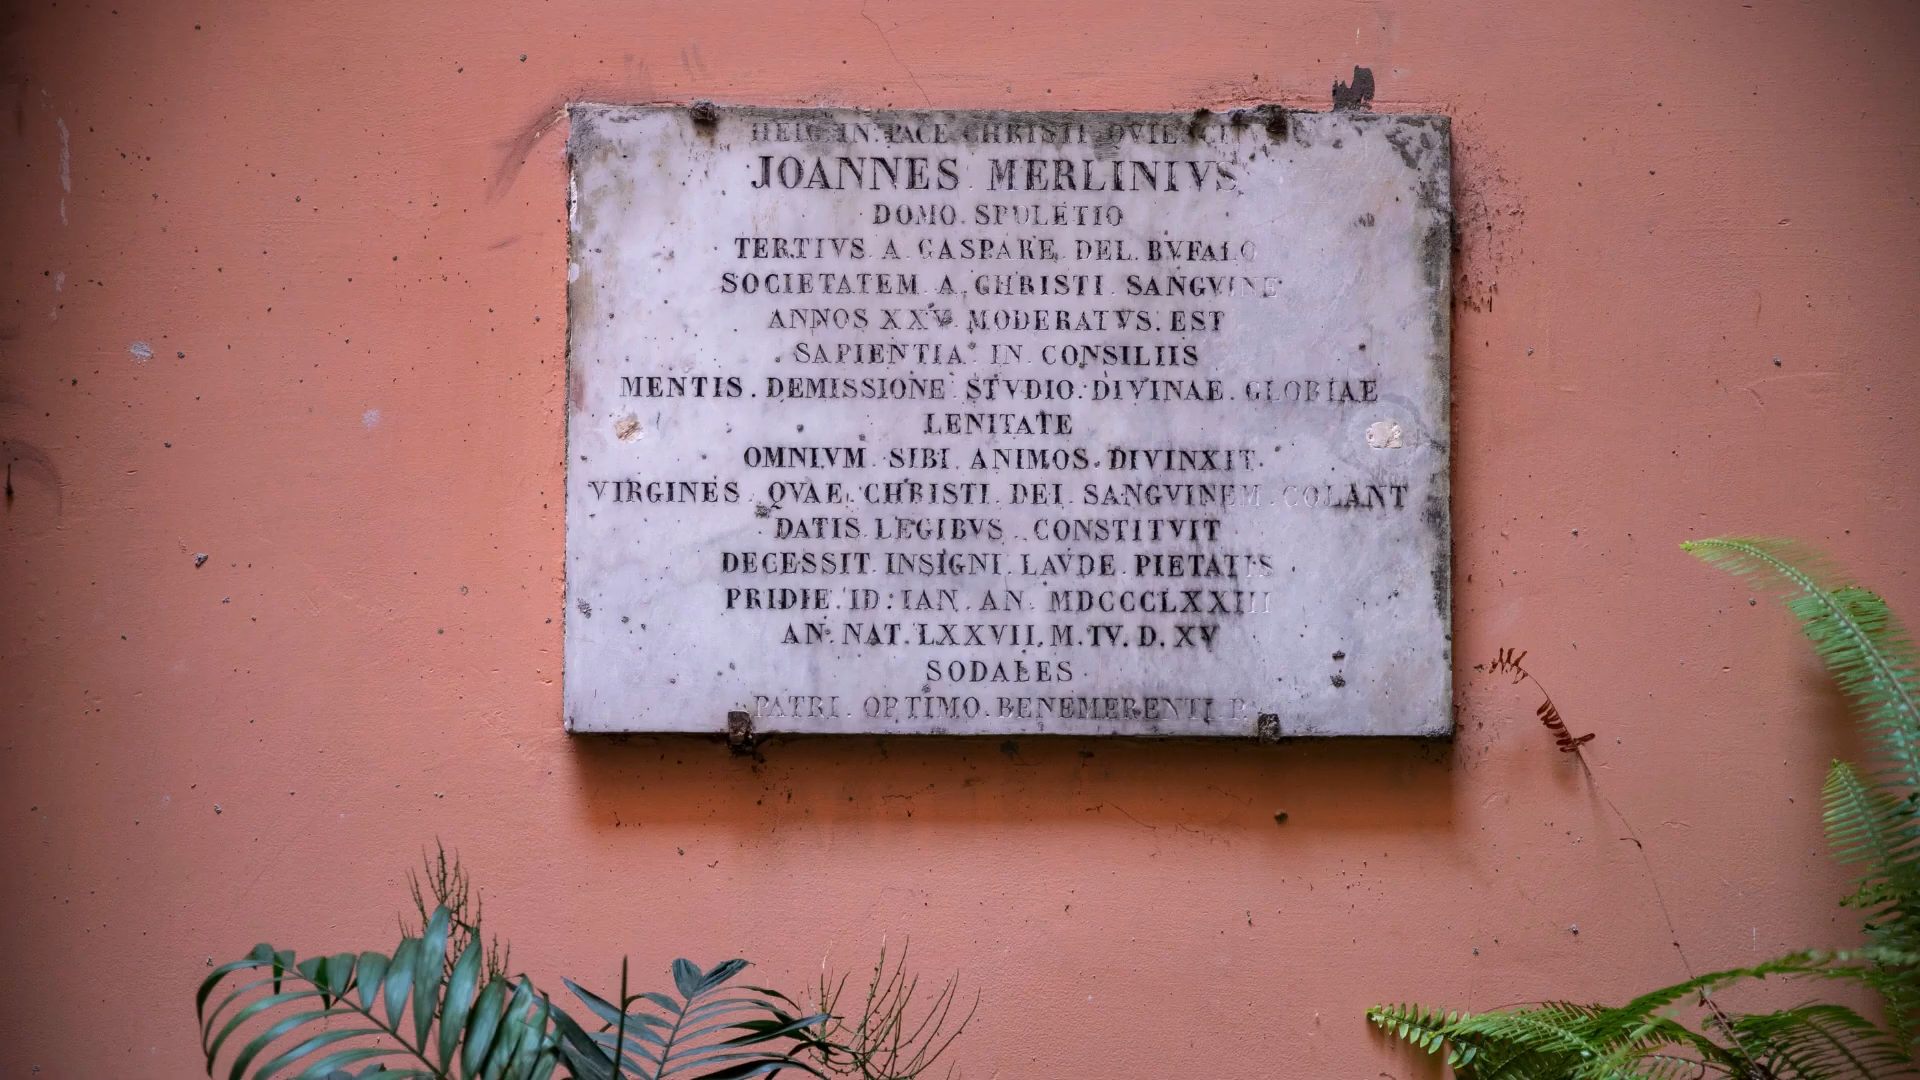 HEIC IN. PACE CHRISTI QVIESCIT
JOANNES MERLINIVS
DOMO. SPOLETIO
TERTIVS. A. GASPARE. DEL. BVFALO
SOCIETATEM. A. CHRISTI. SANGVINE
ANNOS XXV. MODERATVS. EST
SAPIENTIA. IN. CONSILIIS
MENTIS. DEMISSIONE. STVDIO. DIVINAE. GLORIAE
LENITATE
OMNIVM. SIBI. ANIMOS. DIVINXIT.
VIRGINES. QVAE. CHRISTI. DEI. SANGVINEM. COLANT
DATIS. LEGIBVS. CONSTITVIT
DECESSIT. INSIGNI. LAVDE. PIETATIS
PRIDIE. ID: IAN. AN. MDCCCLXXIII
AN. NAT. LXXVII. M. IV. D. XV
SODALES
PATRI. OPTIMO. BENEMERENTI P.